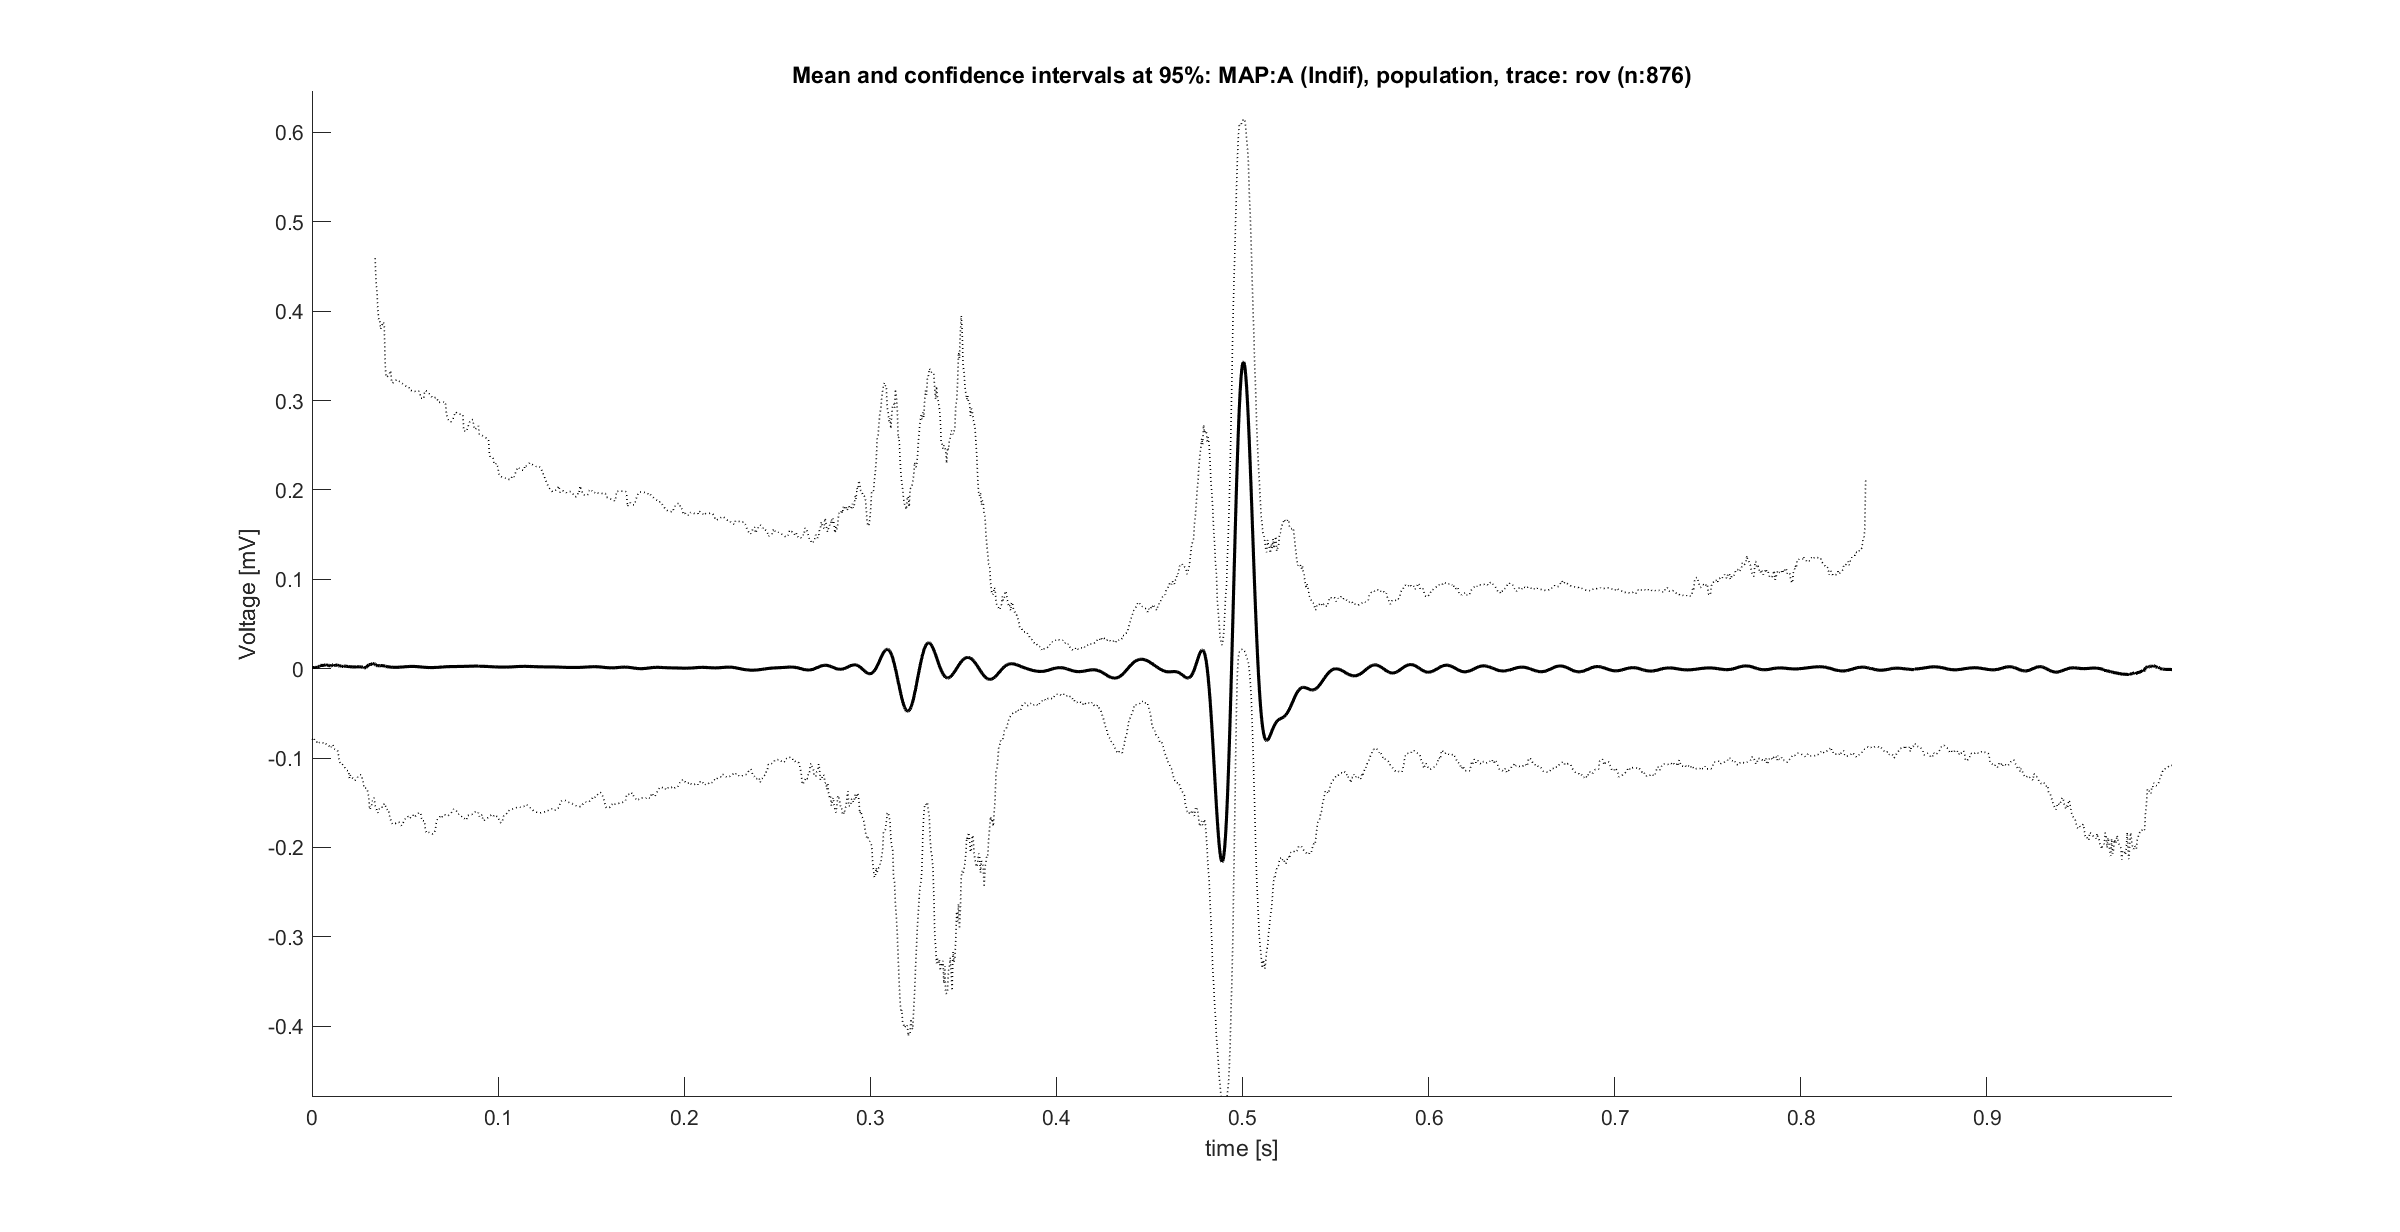 Mean and confidence intervals at 95%: MAP:A (Indif), population, trace: rov (n:876)
0.6
0.5
0.4
0.3
0.2
0.1
0
-0.1
-0.2
-0.3
-0.4
Voltage [mV]
0 0.1 0.2 0.3 0.4 0.5 0.6 0.7 0.8 0.9
time [s]